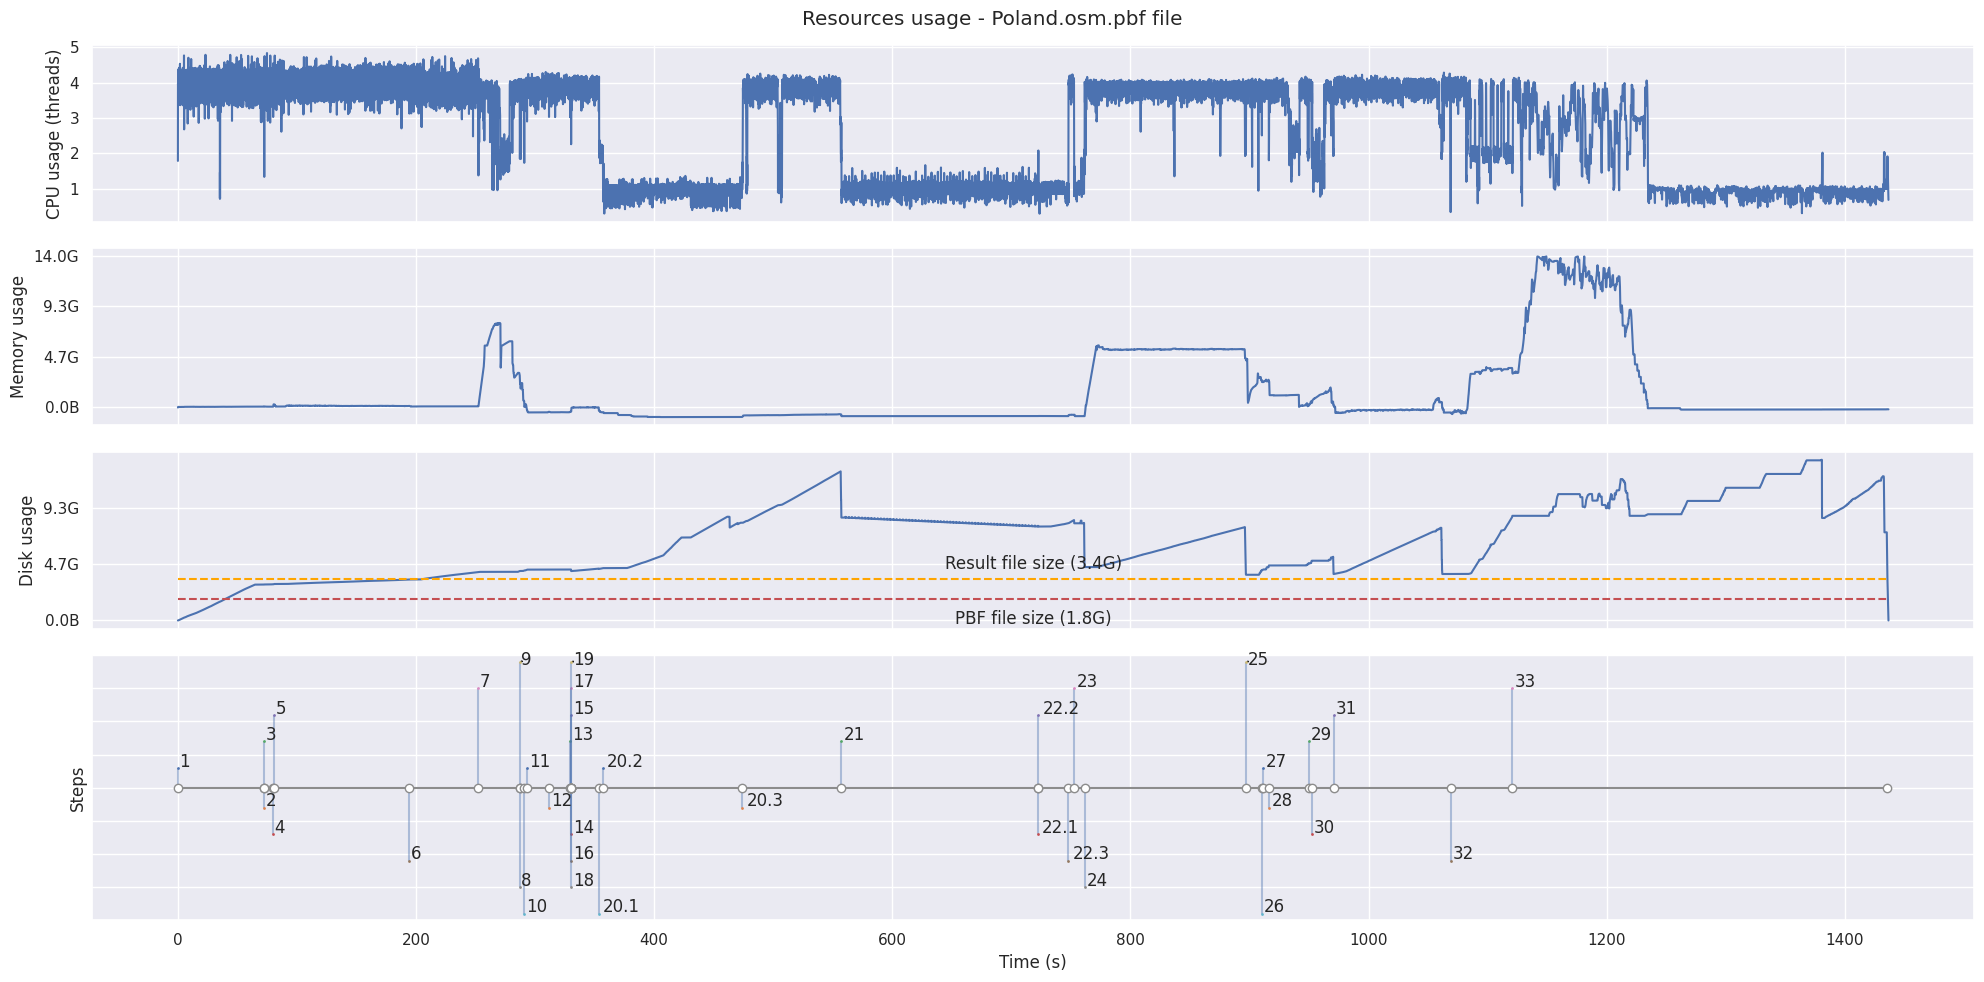 Resources usage - Poland.osm.pbf file
CPU usage (threads)
5
4
3
2
1
Memory usage
14.0G
9.3G
4.7G
0.0B
Disk usage
9.3G
4.7G
0.0B
Result file size (3.4G)
PBF file size (1.8G)
Steps
9 19 25
7 17 23 33
5 15 22.2 31
3 13 21 29
1 11 20.2 27
2 12 20.3 28
4 14 22.1 30
6 16 22.3 32
8 18 24
10 20.1 26
0 200 400 600 800 1000 1200 1400
Time (s)